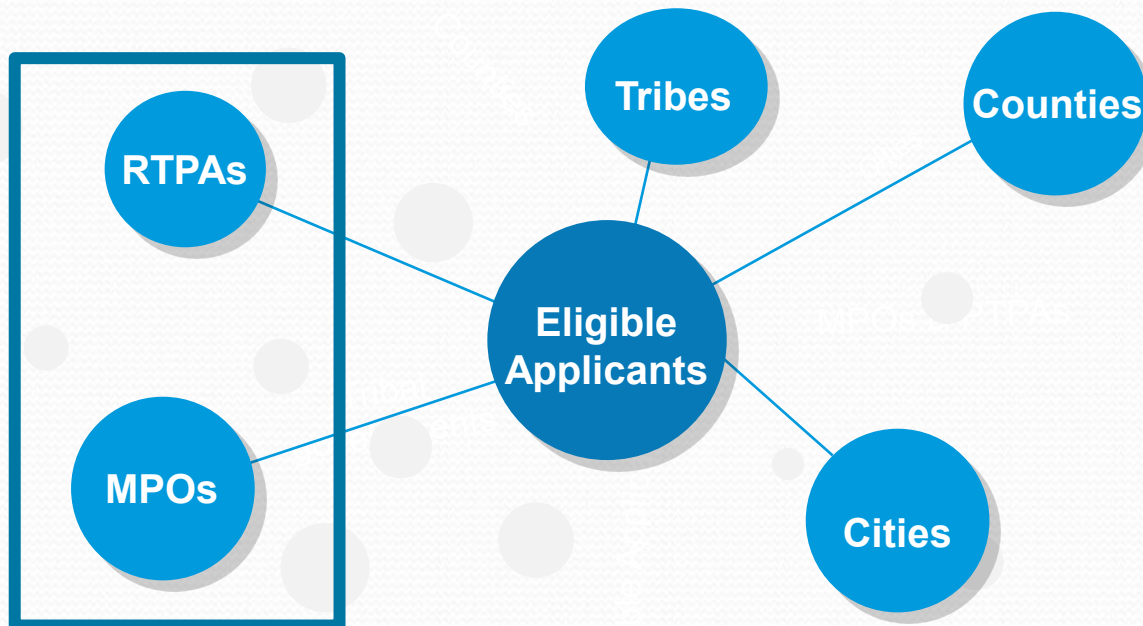 Tribes
Counties
RTPAs
Eligible
Applicants
MPOs
Cities